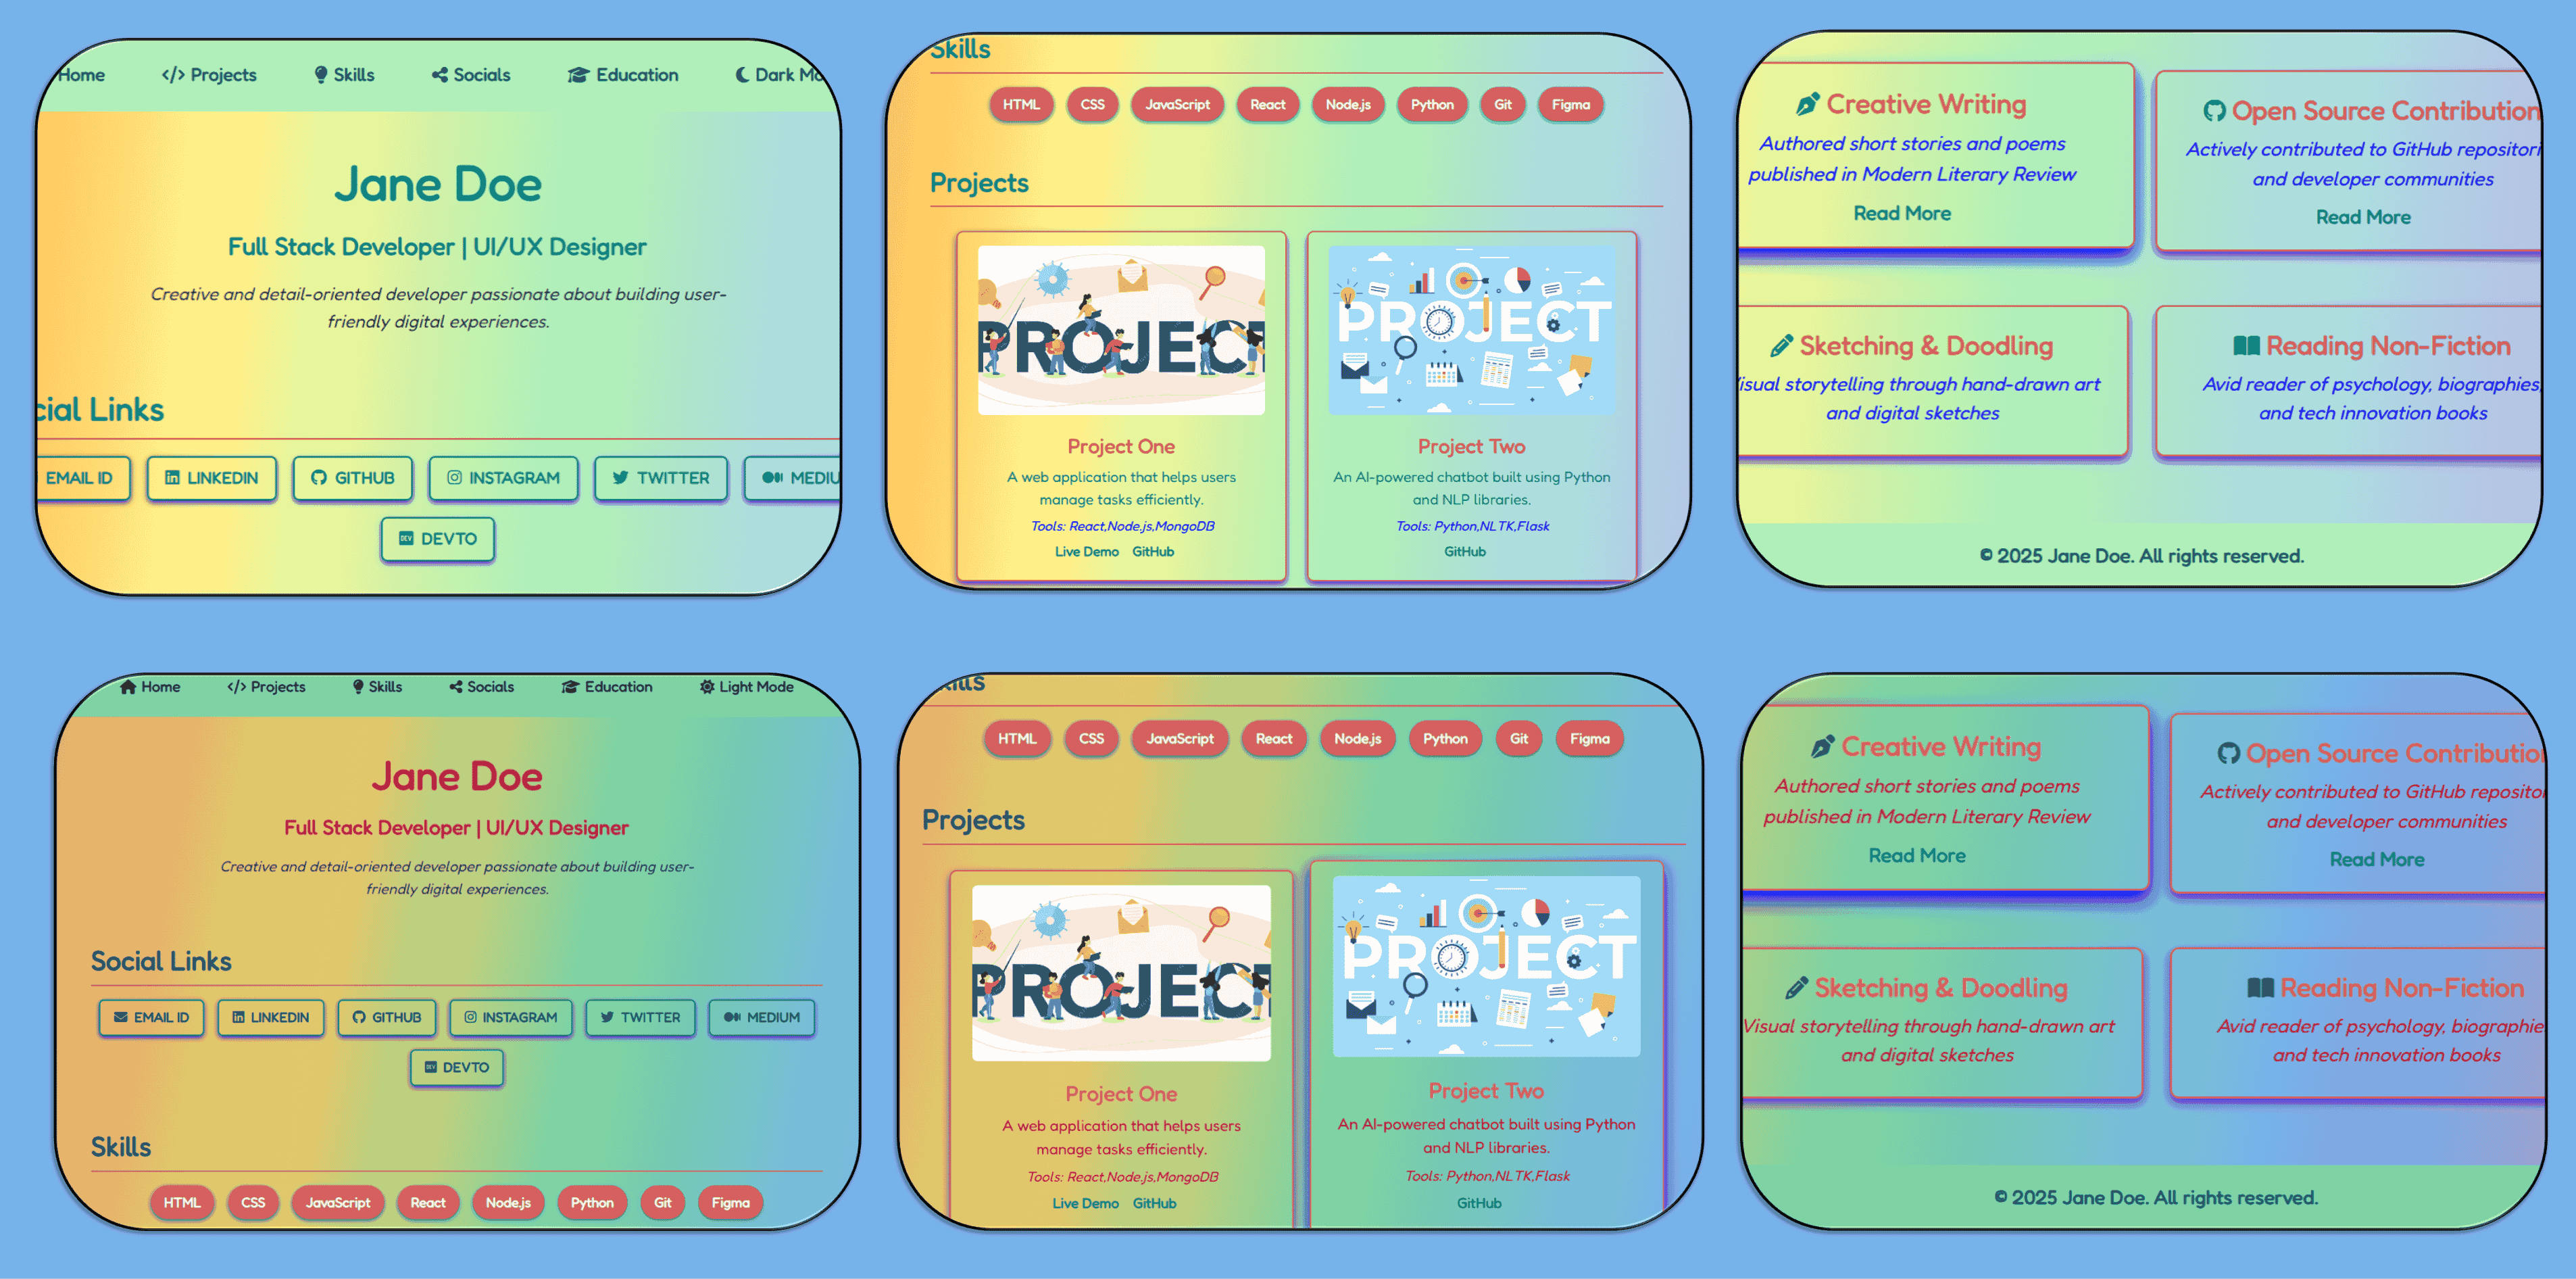 Home
Projects
Skills
Socials
Education
Dark Mo
Jane Doe
Full Stack Developer | UI/UX Designer
Creative and detail-oriented developer passionate about building user-
friendly digital experiences.
cial Links
EMAIL ID
LINKEDIN
GITHUB
INSTAGRAM
TWITTER
MEDIU
DEV DEVTO
Skills
HTML
CSS
JavaScript
React
Node.js
Python
Git
Figma
Projects
PROJECT
PROJECT
Project One
A web application that helps users
manage tasks efficiently.
Tools: React,Node.js,MongoDB
Live Demo GitHub
Project Two
An AI-powered chatbot built using Python
and NLP libraries.
Tools: Python,NLTK,Flask
GitHub
Creative Writing
Authored short stories and poems
published in Modern Literary Review
Read More
Open Source Contribution
Actively contributed to GitHub repositori
and developer communities
Read More
Sketching & Doodling
Visual storytelling through hand-drawn art
and digital sketches
Reading Non-Fiction
Avid reader of psychology, biographies,
and tech innovation books
© 2025 Jane Doe. All rights reserved.
Home
Projects
Skills
Socials
Education
Light Mode
Jane Doe
Full Stack Developer | UI/UX Designer
Creative and detail-oriented developer passionate about building user-
friendly digital experiences.
Social Links
EMAIL ID
LINKEDIN
GITHUB
INSTAGRAM
TWITTER
MEDIUM
DEV DEVTO
Skills
HTML
CSS
JavaScript
React
Node.js
Python
Git
Figma
Skills
HTML
CSS
JavaScript
React
Node.js
Python
Git
Figma
Projects
PROJECT
PROJECT
Project One
A web application that helps users
manage tasks efficiently.
Tools: React,Node.js,MongoDB
Live Demo GitHub
Project Two
An AI-powered chatbot built using Python
and NLP libraries.
Tools: Python,NLTK,Flask
GitHub
Creative Writing
Authored short stories and poems
published in Modern Literary Review
Read More
Open Source Contribution
Actively contributed to GitHub repositor
and developer communities
Read More
Sketching & Doodling
Visual storytelling through hand-drawn art
and digital sketches
Reading Non-Fiction
Avid reader of psychology, biographie
and tech innovation books
© 2025 Jane Doe. All rights reserved.